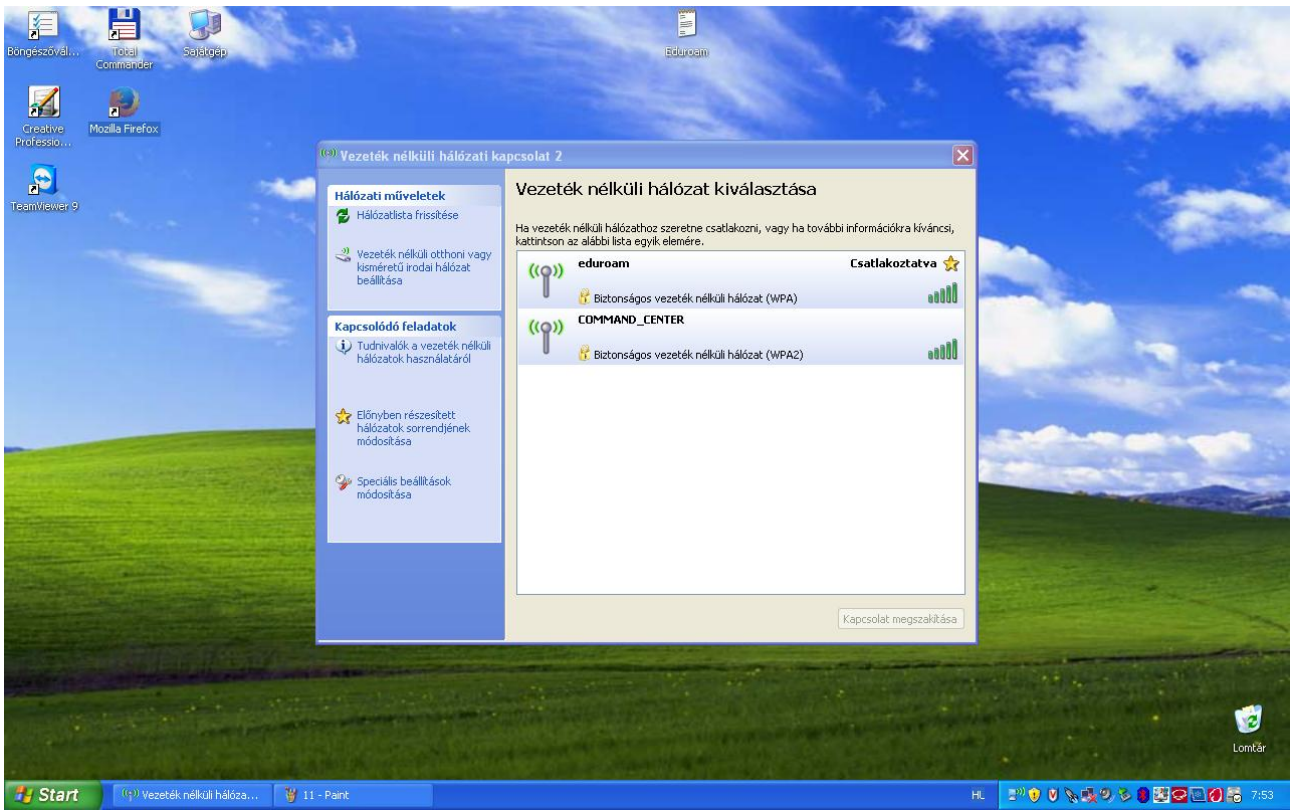 Böngészővál...
Total
Commander
Sajátgép
Eduroam
Creative
Professio...
Mozilla Firefox
TeamViewer 9
Vezeték nélküli hálózati kapcsolat 2
Hálózati műveletek
Hálózatlista frissítése
Vezeték nélküli otthoni vagy
kisméretű irodai hálózat
beállítása
Kapcsolódó feladatok
Tudnivalók a vezeték nélküli
hálózatok használatáról
Előnyben részesített
hálózatok sorrendjének
módosítása
Speciális beállítások
módosítása
Vezeték nélküli hálózat kiválasztása
Ha vezeték nélküli hálózathoz szeretne csatlakozni, vagy ha további információkra kíváncsi,
kattintson az alábbi lista egyik elemére.
eduroam Csatlakoztatva
Biztonságos vezeték nélküli hálózat (WPA)
COMMAND_CENTER
Biztonságos vezeték nélküli hálózat (WPA2)
Kapcsolat megszakítása
Lomtár
Start
Vezeték nélküli hálóza...
11 - Paint
HU
7:53